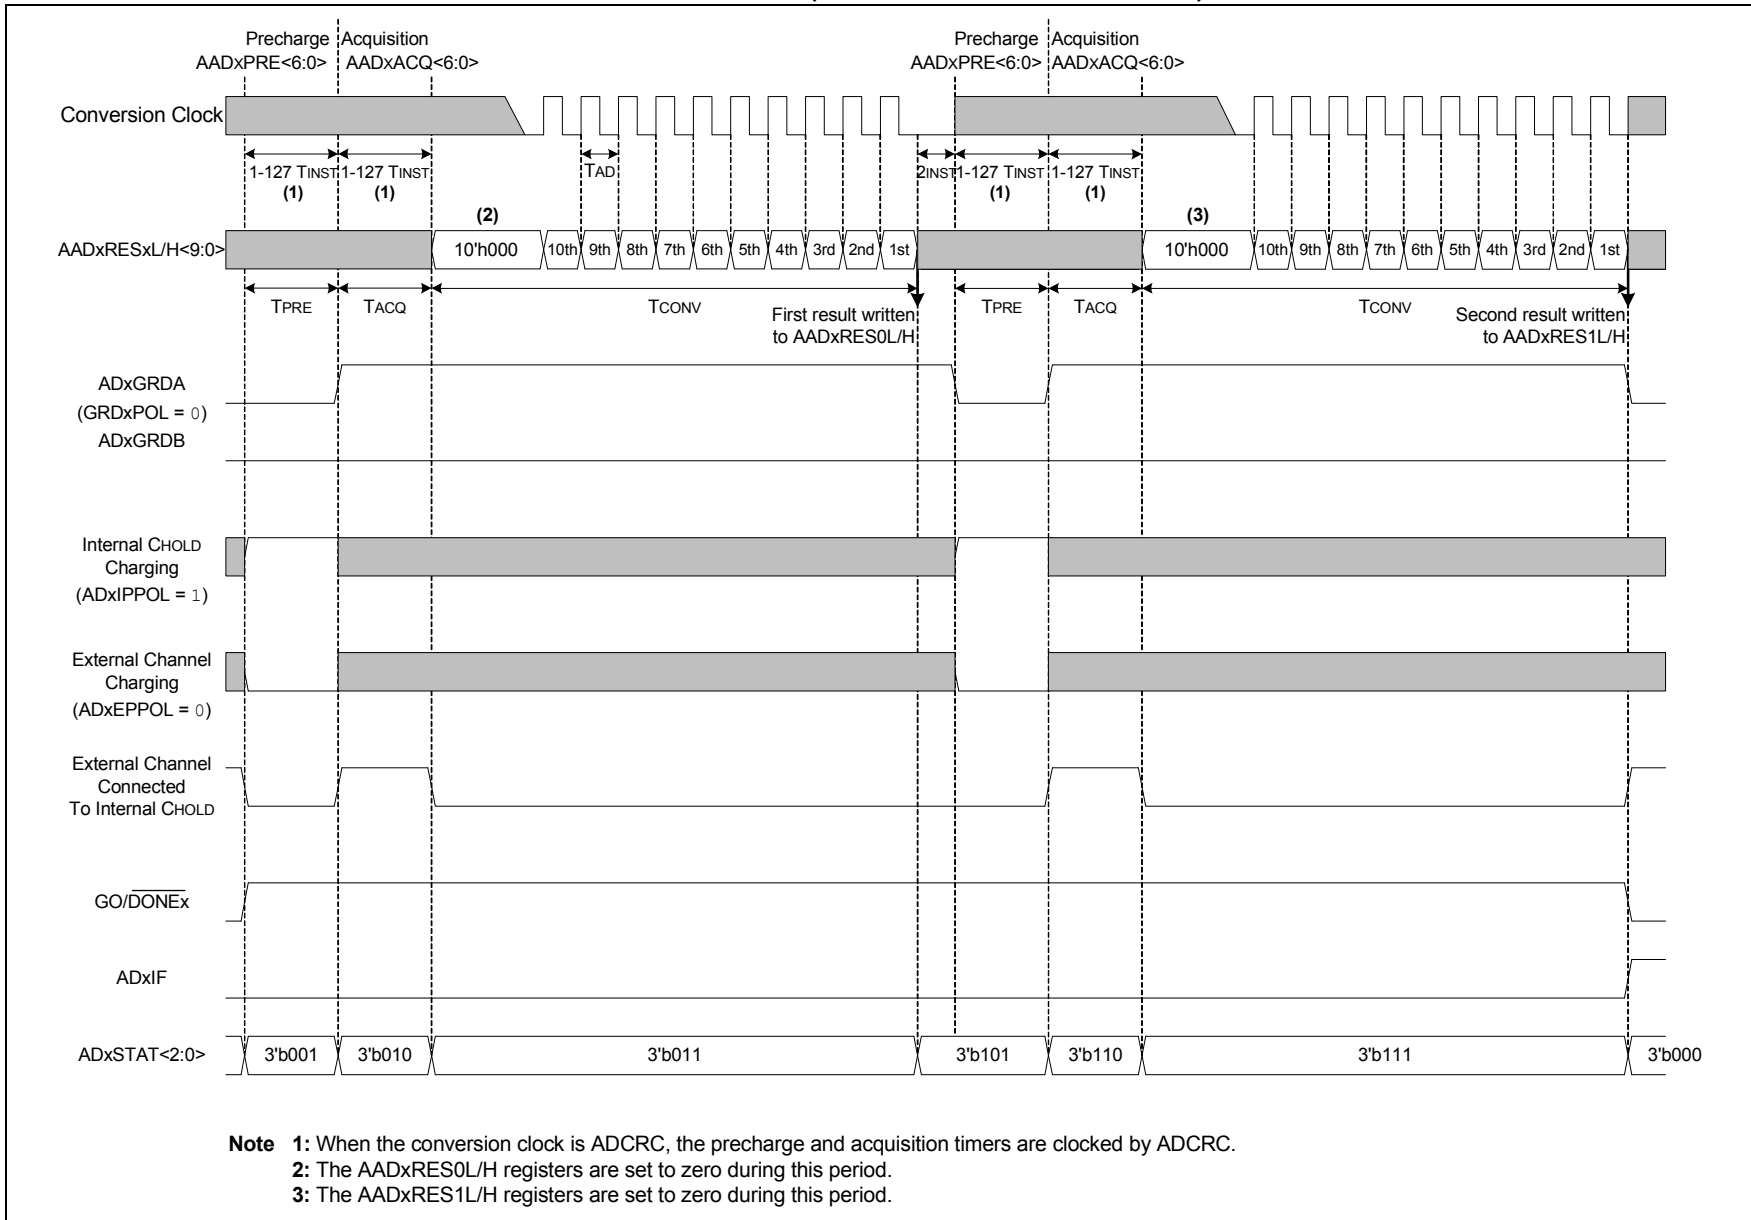 Precharge Acquisition Precharge Acquisition
AADxPRE<6:0> AADxACQ<6:0> AADxPRE<6:0> AADxACQ<6:0>
Conversion Clock
1-127 TINST 1-127 TINST TAD 2INST 1-127 TINST 1-127 TINST
(1) (1) (1) (1)
(2) (3)
AADxRESxL/H<9:0> 10'h000 10th 9th 8th 7th 6th 5th 4th 3rd 2nd 1st 10'h000 10th 9th 8th 7th 6th 5th 4th 3rd 2nd 1st
TPRE TACQ TCONV TPRE TACQ TCONV
First result written Second result written
to AADxRES0L/H to AADxRES1L/H
ADxGRDA
(GRDxPOL = 0)
ADxGRDB
Internal CHOLD
Charging
(ADxIPPOL = 1)
External Channel
Charging
(ADxEPPOL = 0)
External Channel
Connected
To Internal CHOLD
GO/DONEx
ADxIF
ADxSTAT<2:0> 3'b001 3'b010 3'b011 3'b101 3'b110 3'b111 3'b000
Note 1: When the conversion clock is ADCRC, the precharge and acquisition timers are clocked by ADCRC.
2: The AADxRES0L/H registers are set to zero during this period.
3: The AADxRES1L/H registers are set to zero during this period.